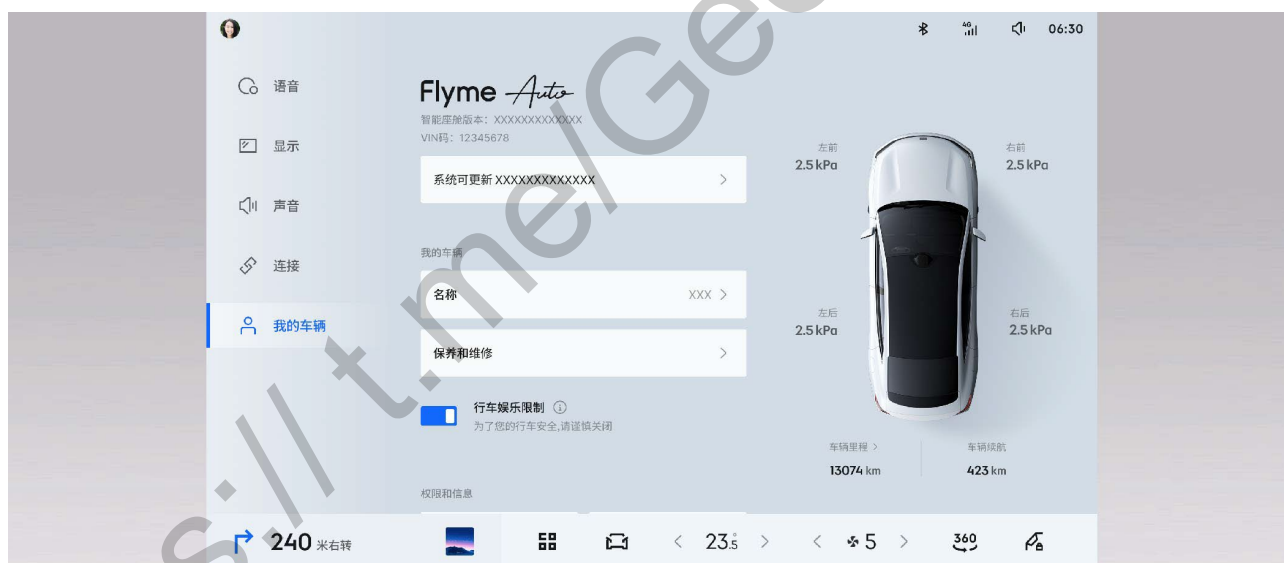 4G
06:30
语音
显示
声音
连接
我的车辆
Flyme Auto
智能座舱版本：XXXXXXXXXXXXX
VIN码：12345678
系统可更新 XXXXXXXXXXXXX
我的车辆
名称 XXX
保养和维修
行车娱乐限制
为了您的行车安全,请谨慎关闭
权限和信息
左前
2.5 kPa
右前
2.5 kPa
左后
2.5 kPa
右后
2.5 kPa
车辆里程
13074 km
车辆续航
423 km
240 米右转
23.5
5
360
s://t.me/Geo